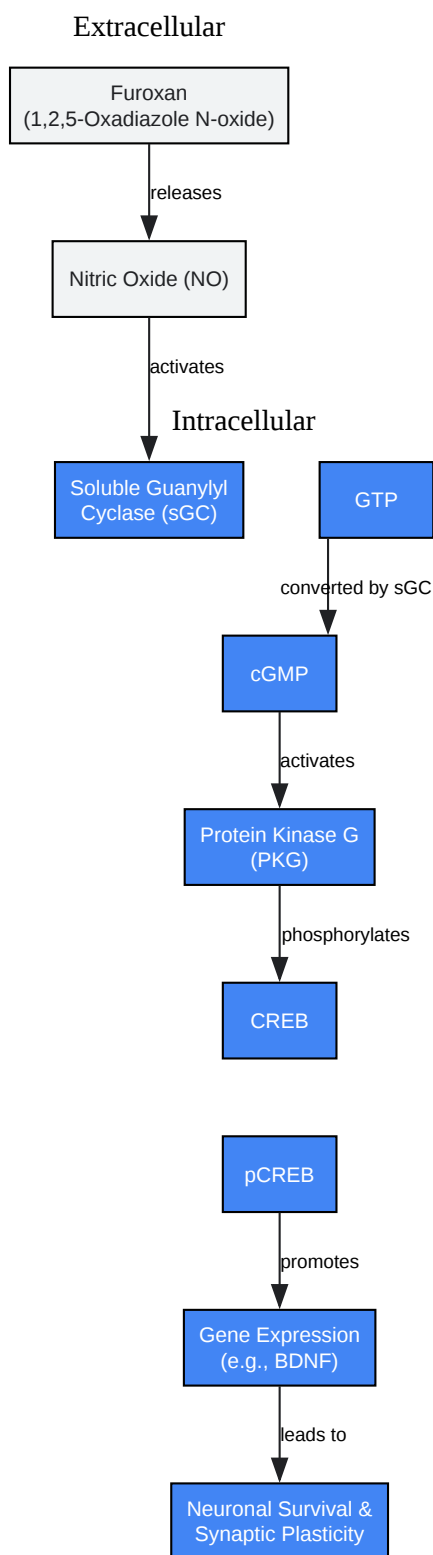 Extracellular
Furoxan
(1,2,5-Oxadiazole N-oxide)
releases
Nitric Oxide (NO)
activates
Intracellular
Soluble Guanylyl
Cyclase (sGC)
GTP
converted by sGC
cGMP
activates
Protein Kinase G
(PKG)
phosphorylates
CREB
pCREB
promotes
Gene Expression
(e.g., BDNF)
leads to
Neuronal Survival &
Synaptic Plasticity